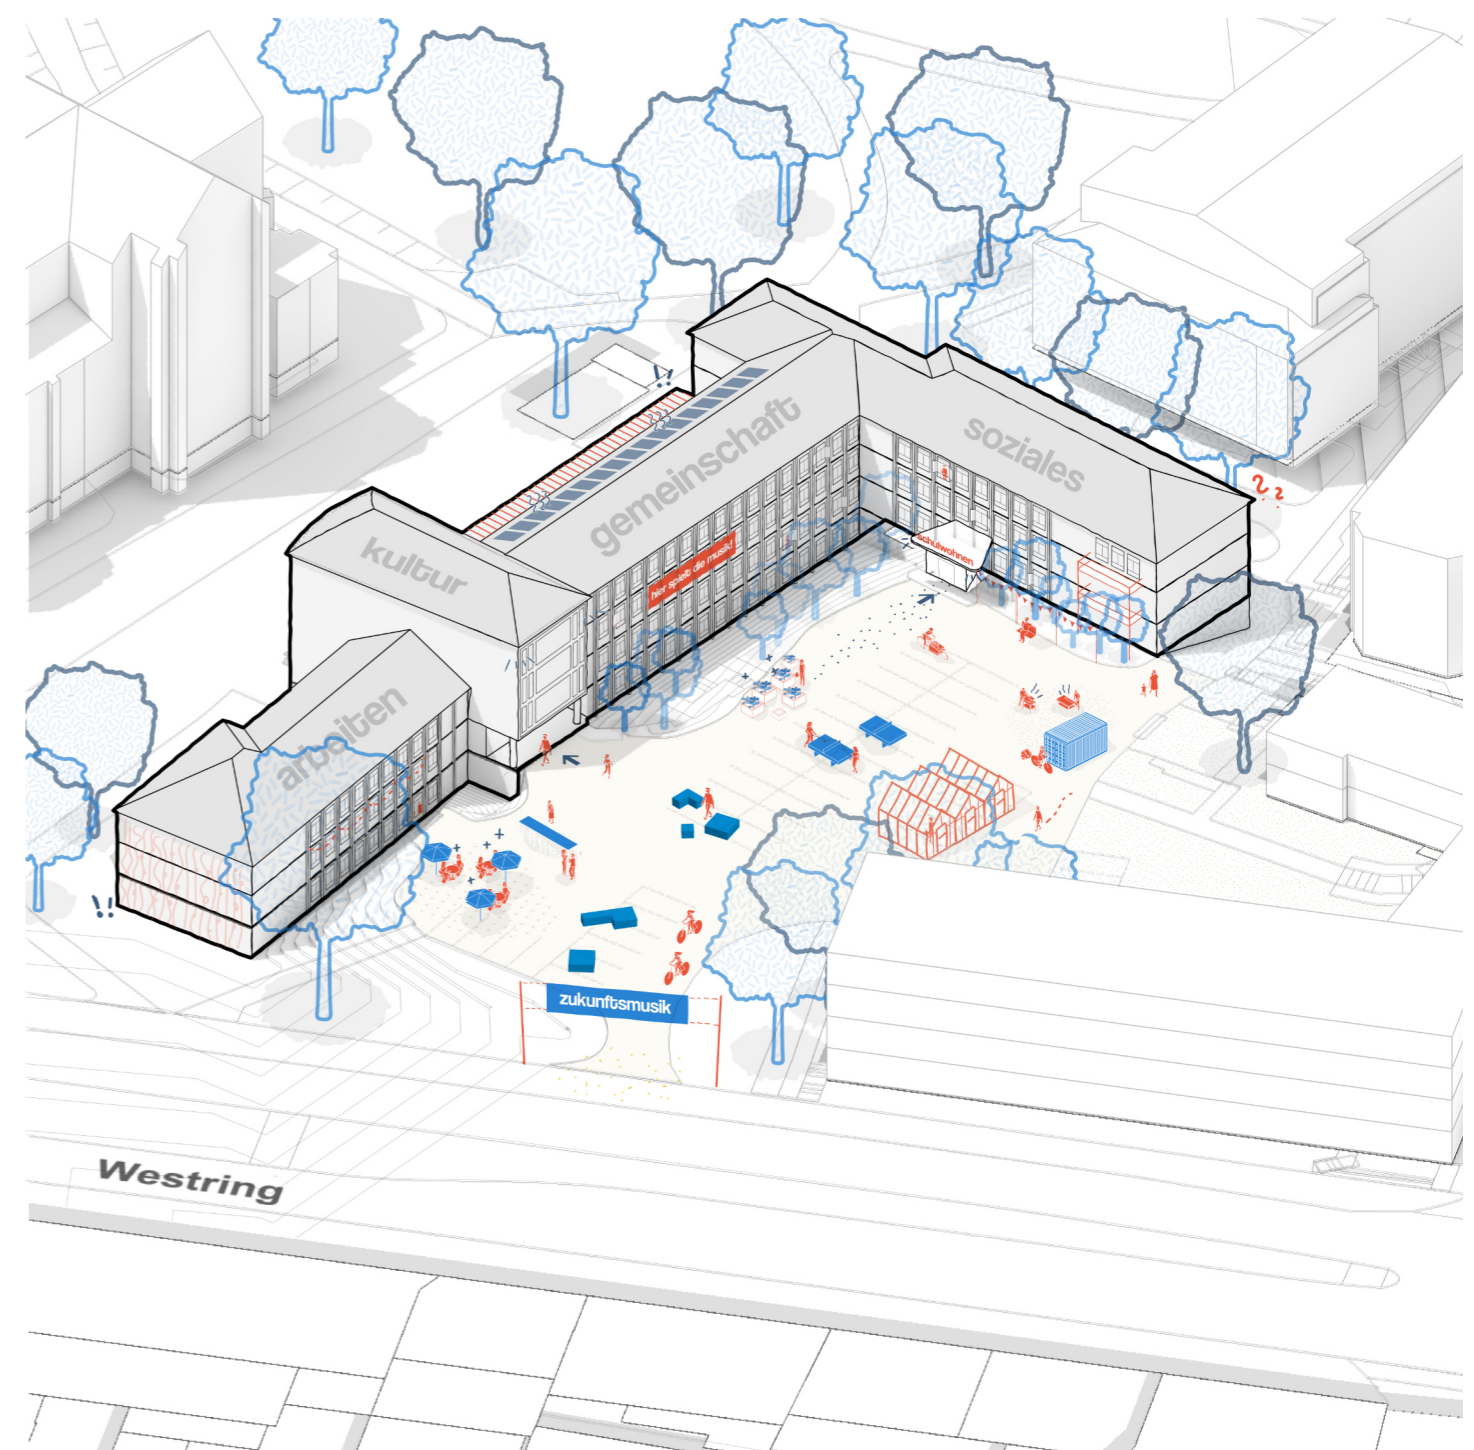 soziales
gemeinschaft
kultur
arbeiten
hier spielt die musik!
schulwohnen
zukunftsmusik
Westring